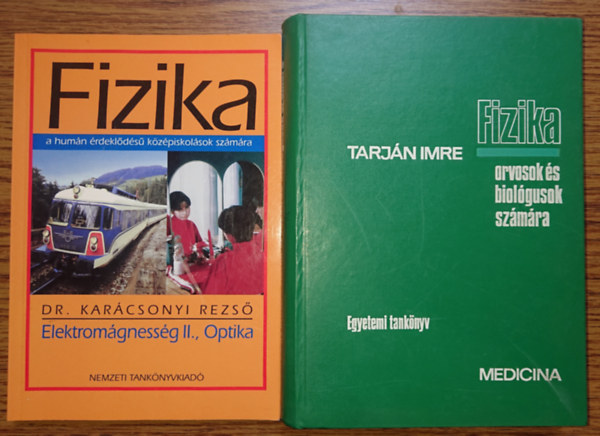 Fizika
a humán érdeklődésű középiskolások számára
DR. KARÁCSONYI REZSŐ
Elektromágnesség II., Optika
NEMZETI TANKÖNYVKIADÓ
Fizika
TARJÁN IMRE
orvosok és
biológusok
számára
Egyetemi tankönyv
MEDICINA